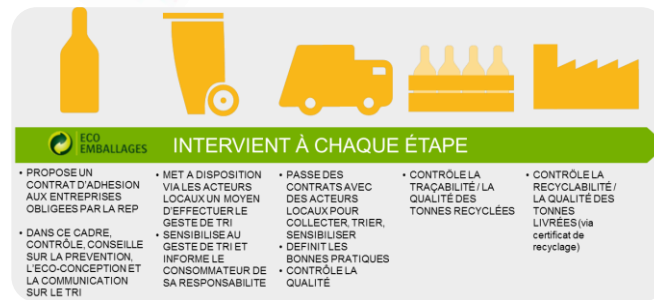 ECO
EMBALLAGES
INTERVIENT À CHAQUE ÉTAPE
• PROPOSE UN
CONTRAT D'ADHESION
AUX ENTREPRISES
OBLIGEES PAR LA REP
• DANS CE CADRE,
CONTRÔLE, CONSEILLE
SUR LA PREVENTION,
L'ECO-CONCEPTION ET
LA COMMUNICATION
SUR LE TRI
• MET A DISPOSITION
VIA LES ACTEURS
LOCAUX UN MOYEN
D'EFFECTUER LE
GESTE DE TRI
• SENSIBILISE AU
GESTE DE TRI ET
INFORME LE
CONSOMMATEUR DE
SA RESPONSABILITE
• PASSE DES
CONTRATS AVEC
DES ACTEURS
LOCAUX POUR
COLLECTER, TRIER,
SENSIBILISER
• DEFINIT LES
BONNES PRATIQUES
• CONTRÔLE LA
QUALITÉ
• CONTRÔLE LA
TRAÇABILITÉ / LA
QUALITÉ DES
TONNES RECYCLÉES
• CONTRÔLE LA
RECYCLABILITÉ /
LA QUALITÉ DES
TONNES
LIVRÉES (via
certificat de
recyclage)